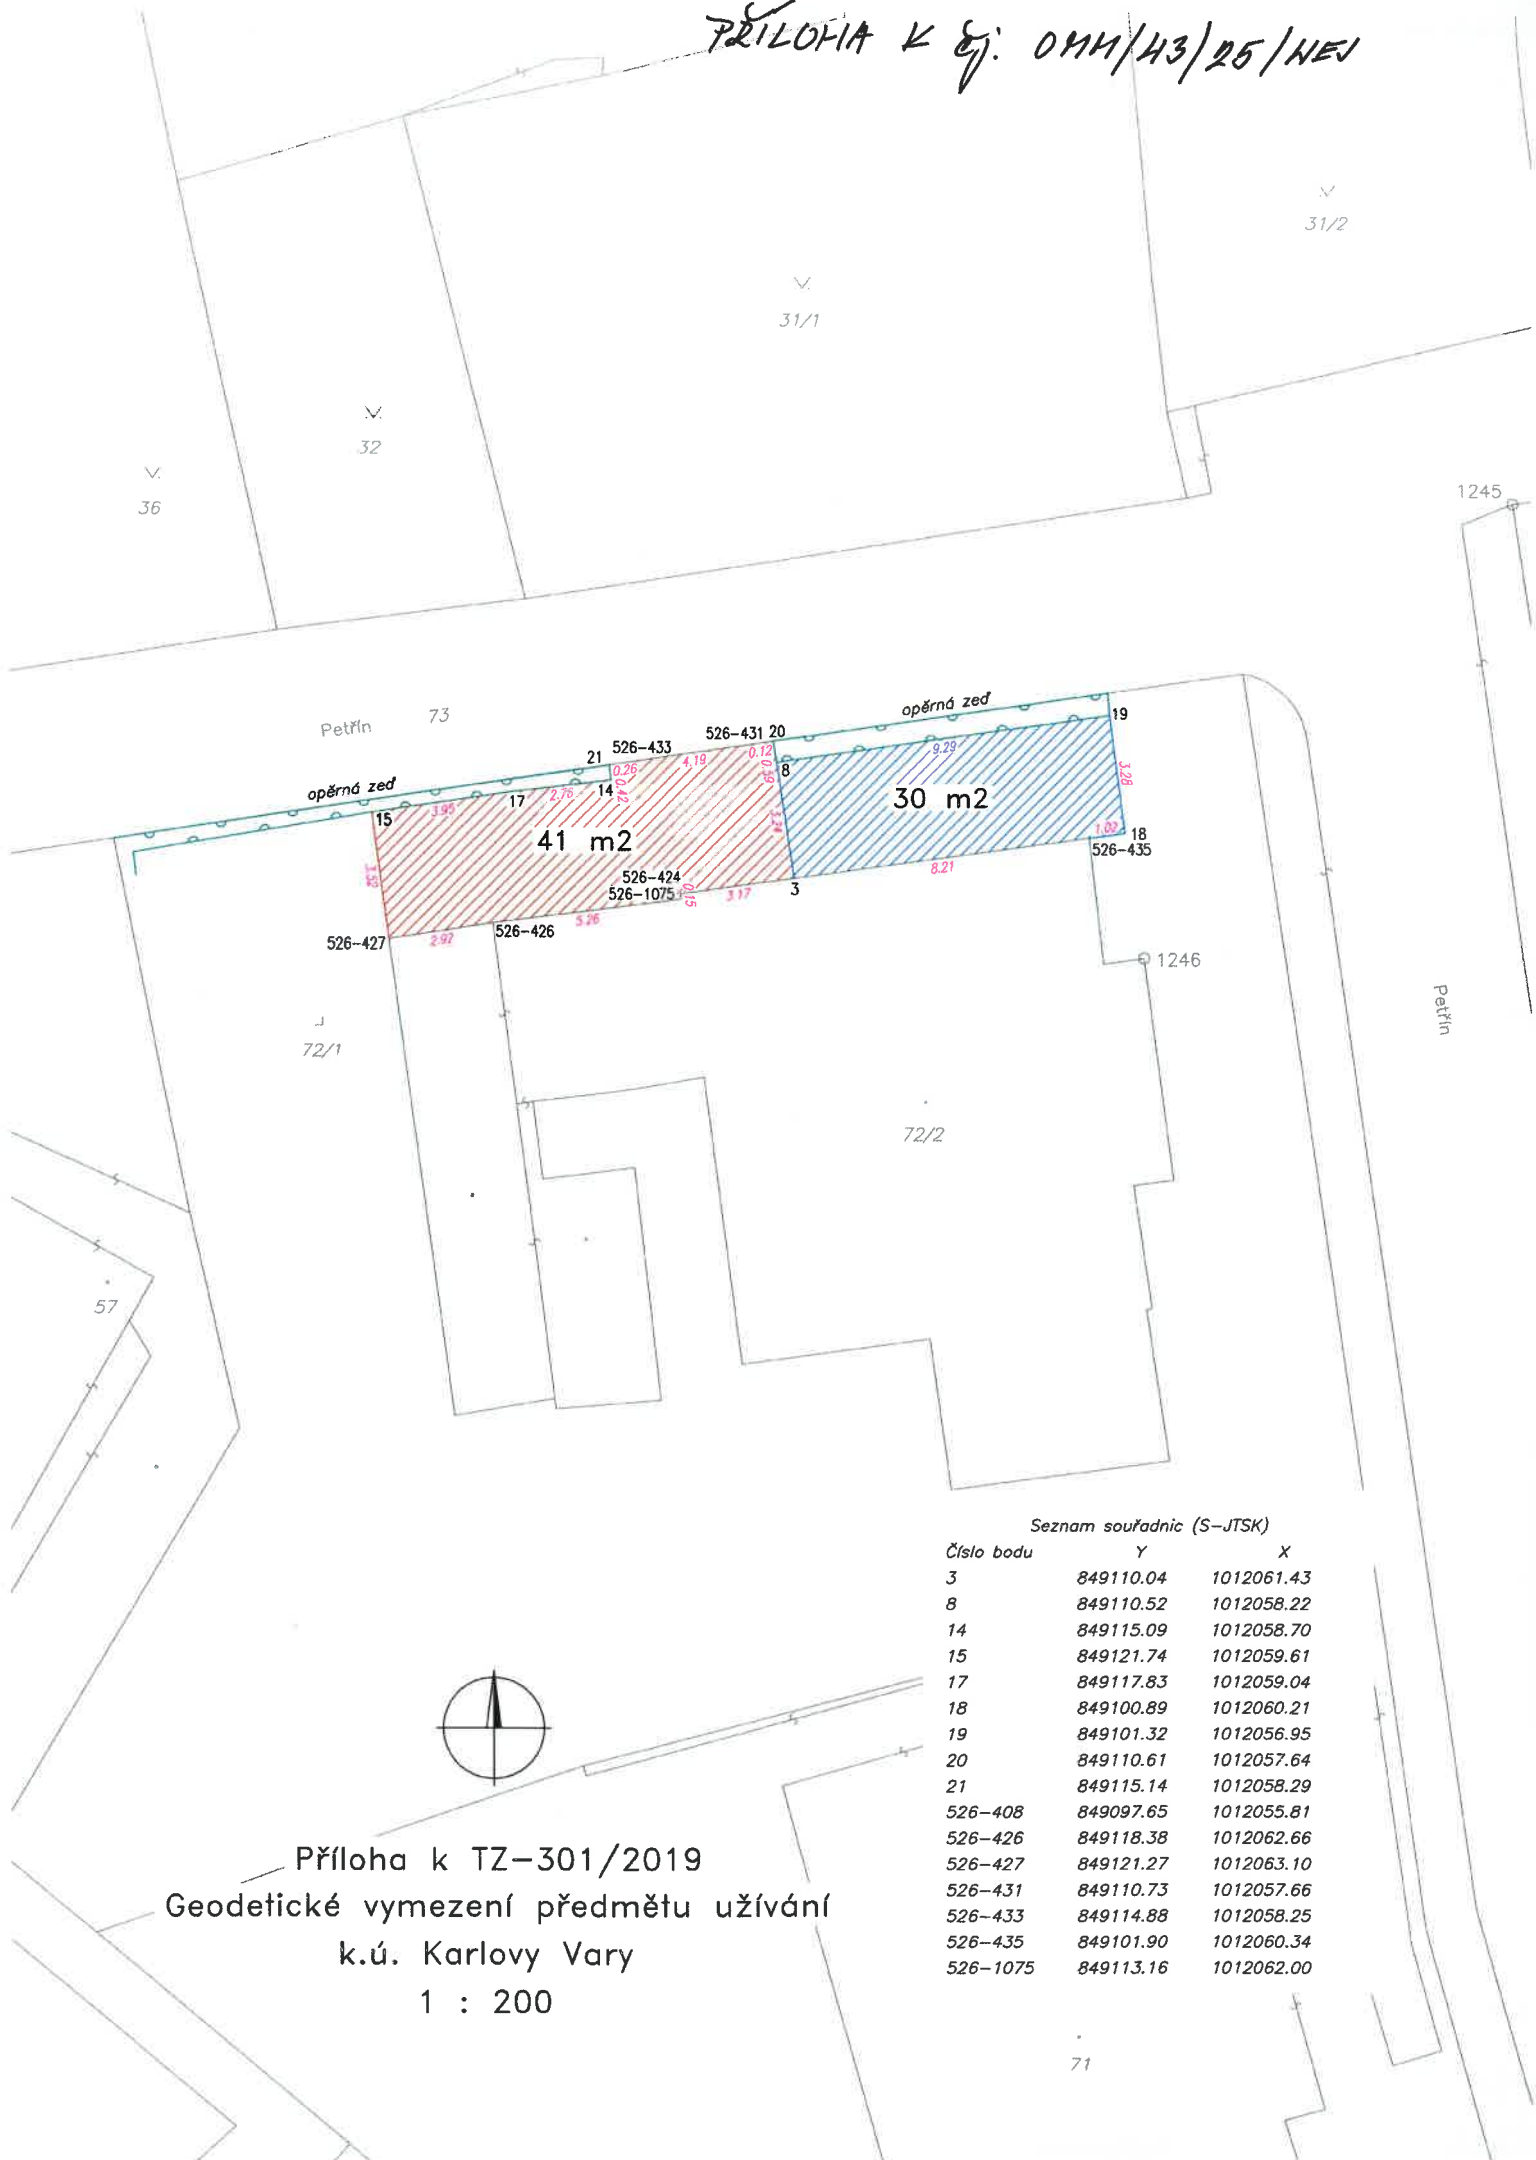 PŘÍLOHA K čj: OMM/43/25/NEJ
31/2
31/1
32
36
1245
Petřín 73
opěrná zeď
19
526-431 20
526-433
21
0.12
0.59
4.19
0.26
0.42
9.29
8
3.28
opěrná zeď
15
3.95
17
2.76
14
30 m2
41 m2
3.24
1.02
18
526-435
3.52
526-424
526-1075
0.15
3.17
3
8.21
5.26
526-426
2.92
526-427
1246
Petřín
72/1
72/2
57
Seznam souřadnic (S-JTSK)
Číslo bodu Y X
3 849110.04 1012061.43
8 849110.52 1012058.22
14 849115.09 1012058.70
15 849121.74 1012059.61
17 849117.83 1012059.04
18 849100.89 1012060.21
19 849101.32 1012056.95
20 849110.61 1012057.64
21 849115.14 1012058.29
526-408 849097.65 1012055.81
526-426 849118.38 1012062.66
526-427 849121.27 1012063.10
526-431 849110.73 1012057.66
526-433 849114.88 1012058.25
526-435 849101.90 1012060.34
526-1075 849113.16 1012062.00
Příloha k TZ-301/2019
Geodetické vymezení předmětu užívání
k.ú. Karlovy Vary
1 : 200
71